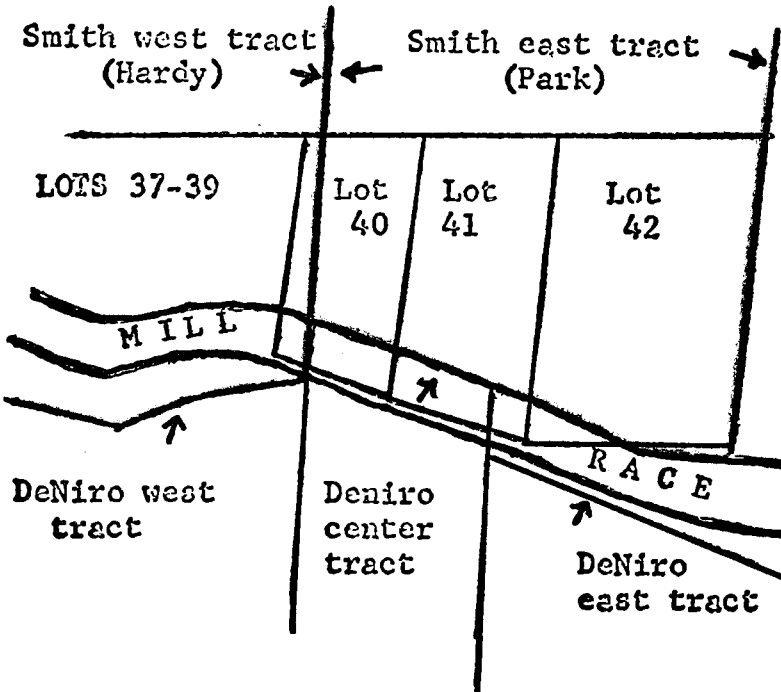 Smith west tract
(Hardy)
Smith east tract
(Park)
LOTS 37-39
Lot
40
Lot
41
Lot
42
MILL
RACE
DeNiro west
tract
Deniro
center
tract
DeNiro
east tract